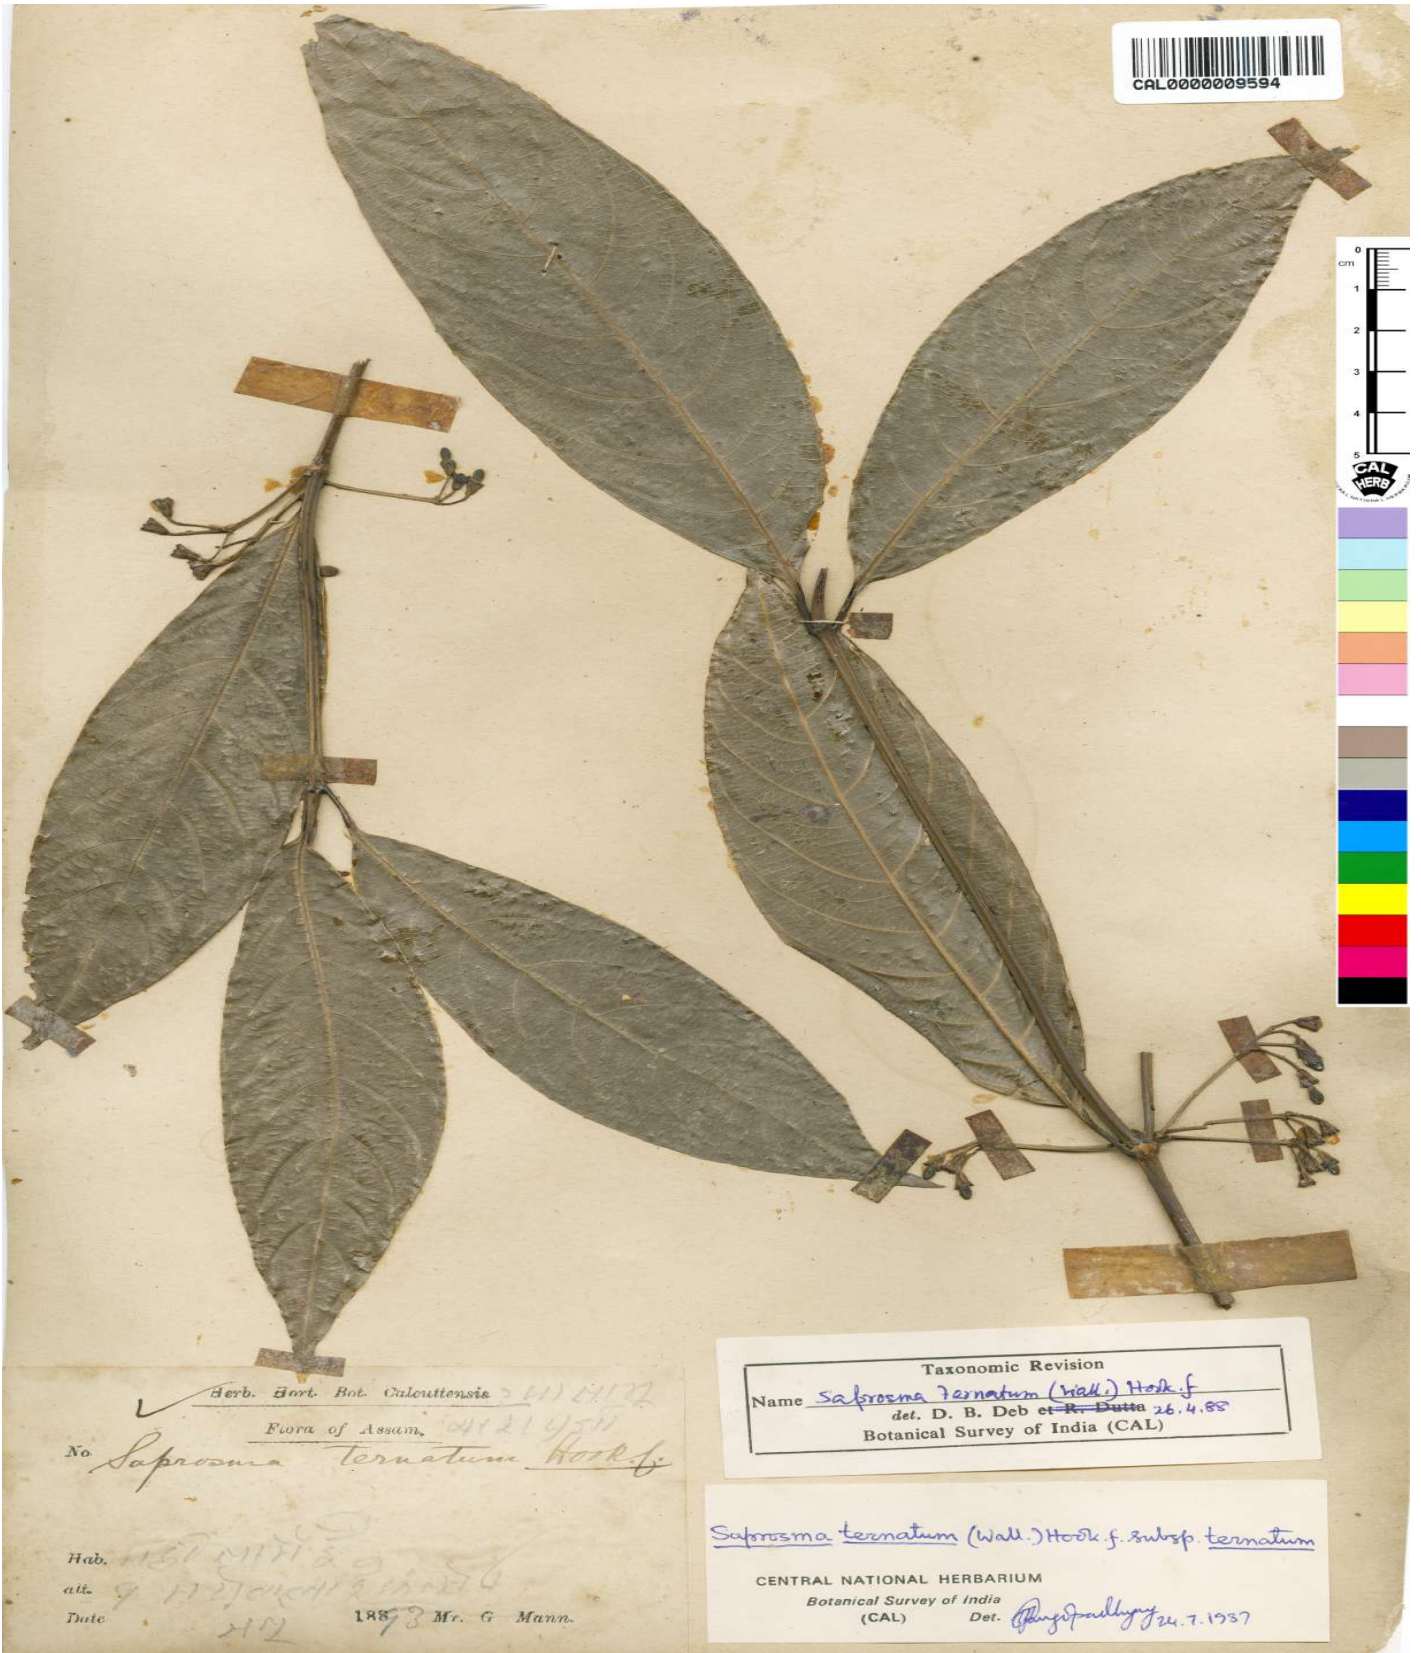 CAL0000009594
0
cm
1
2
3
4
5
CAL
HERB
Herb. Hort. Bot. Calcuttensis
Flora of Assam.
No. Saprosma ternatum Hook. f.
Hab.
alt.
Date 188 Mr. G Mann.
Taxonomic Revision
Name Saprosma ternatum (Wall.) Hook. f
det. D. B. Deb et R. Dutta 26.4.88
Botanical Survey of India (CAL)
Saprosma ternatum (Wall.) Hook. f. subsp. ternatum
CENTRAL NATIONAL HERBARIUM
Botanical Survey of India
(CAL) Det. 24.7.1987